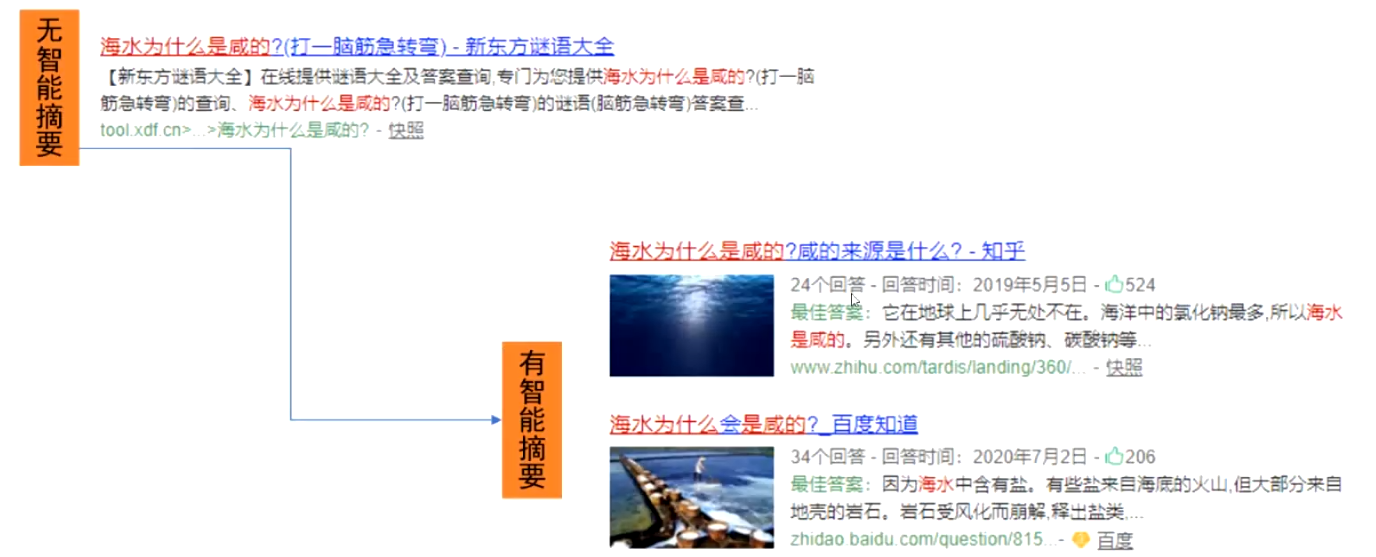 无智能摘要
海水为什么是咸的?(打一脑筋急转弯) - 新东方谜语大全
【新东方谜语大全】在线提供谜语大全及答案查询,专门为您提供海水为什么是咸的?(打一脑
筋急转弯)的查询、海水为什么是咸的?(打一脑筋急转弯)的谜语(脑筋急转弯)答案查...
tool.xdf.cn>...>海水为什么是咸的? - 快照
有智能摘要
海水为什么是咸的?咸的来源是什么? - 知乎
24个回答 - 回答时间：2019年5月5日 - 524
最佳答案：它在地球上几乎无处不在。海洋中的氯化钠最多,所以海水
是咸的。另外还有其他的硫酸钠、碳酸钠等...
www.zhihu.com/tardis/landing/360/... - 快照
海水为什么会是咸的?_百度知道
34个回答 - 回答时间：2020年7月2日 - 206
最佳答案：因为海水中含有盐。有些盐来自海底的火山,但大部分来自
地壳的岩石。岩石受风化而崩解,释出盐类,...
zhidao.baidu.com/question/815...- 百度